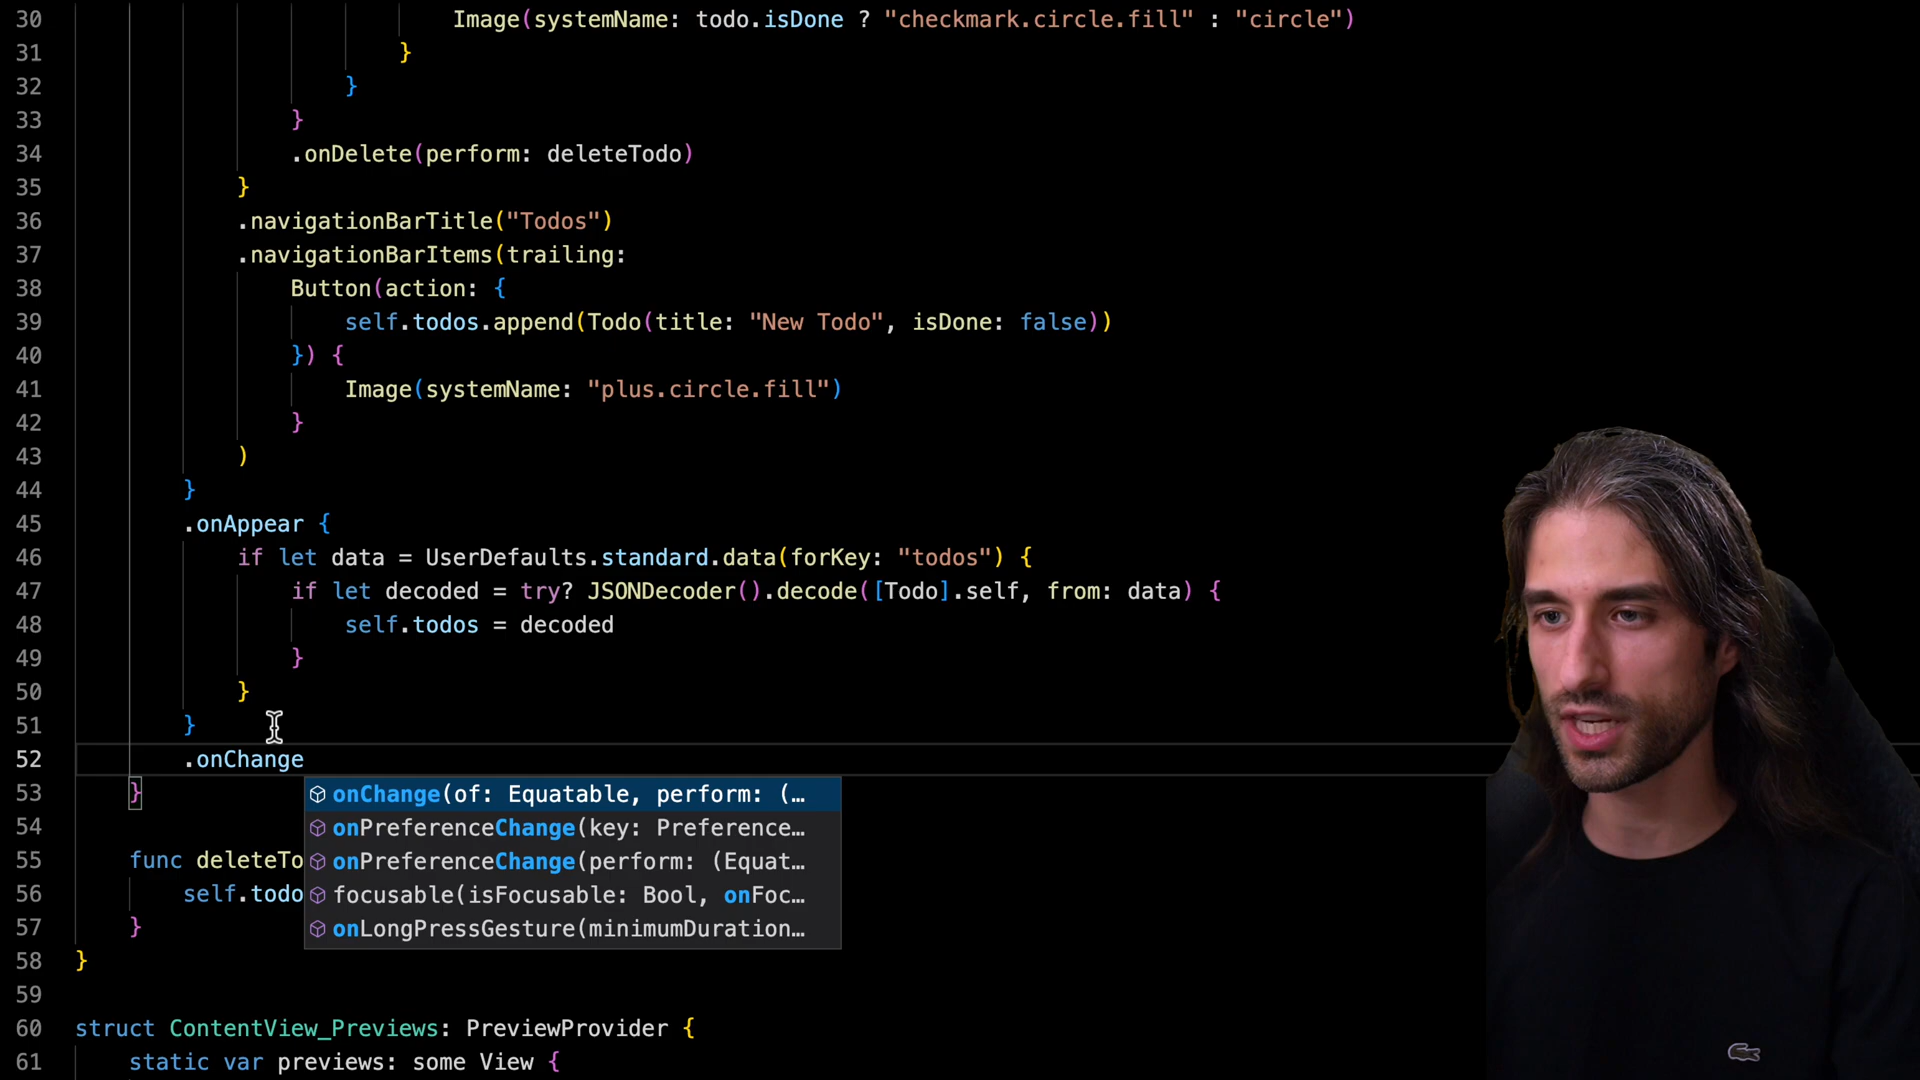 30 Image(systemName: todo.isDone ? "checkmark.circle.fill" : "circle")
31 }
32 }
33 }
34 .onDelete(perform: deleteTodo)
35 }
36 .navigationBarTitle("Todos")
37 .navigationBarItems(trailing:
38 Button(action: {
39 self.todos.append(Todo(title: "New Todo", isDone: false))
40 }) {
41 Image(systemName: "plus.circle.fill")
42 }
43 )
44 }
45 .onAppear {
46 if let data = UserDefaults.standard.data(forKey: "todos") {
47 if let decoded = try? JSONDecoder().decode([Todo].self, from: data) {
48 self.todos = decoded
49 }
50 }
51 }
52 .onChange
53 }
onChange(of: Equatable, perform: (…
54
onPreferenceChange(key: Preference…
55 func deleteTo
onPreferenceChange(perform: (Equat…
56 self.todo
focusable(isFocusable: Bool, onFoc…
57 }
onLongPressGesture(minimumDuration…
58 }
59
60 struct ContentView_Previews: PreviewProvider {
61 static var previews: some View {